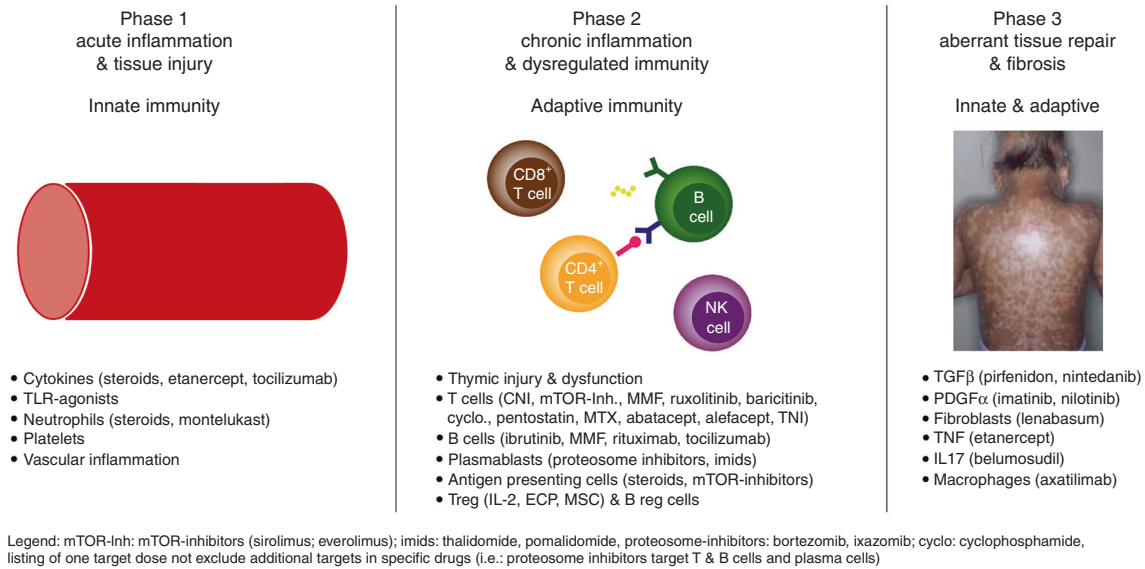 Phase 1
acute inflammation
& tissue injury
Innate immunity
• Cytokines (steroids, etanercept, tocilizumab)
• TLR-agonists
• Neutrophils (steroids, montelukast)
• Platelets
• Vascular inflammation
Phase 2
chronic inflammation
& dysregulated immunity
Adaptive immunity
CD8+
T cell
B
cell
CD4+
T cell
NK
cell
• Thymic injury & dysfunction
• T cells (CNI, mTOR-Inh., MMF, ruxolitinib, baricitinib,
cyclo., pentostatin, MTX, abatacept, alefacept, TNI)
• B cells (ibrutinib, MMF, rituximab, tocilizumab)
• Plasmablasts (proteosome inhibitors, imids)
• Antigen presenting cells (steroids, mTOR-inhibitors)
• Treg (IL-2, ECP, MSC) & B reg cells
Phase 3
aberrant tissue repair
& fibrosis
Innate & adaptive
• TGFβ (pirfenidon, nintedanib)
• PDGFα (imatinib, nilotinib)
• Fibroblasts (lenabasum)
• TNF (etanercept)
• IL17 (belumosudil)
• Macrophages (axatilimab)
Legend: mTOR-Inh: mTOR-inhibitors (sirolimus; everolimus); imids: thalidomide, pomalidomide, proteosome-inhibitors: bortezomib, ixazomib; cyclo: cyclophosphamide,
listing of one target dose not exclude additional targets in specific drugs (i.e.: proteosome inhibitors target T & B cells and plasma cells)